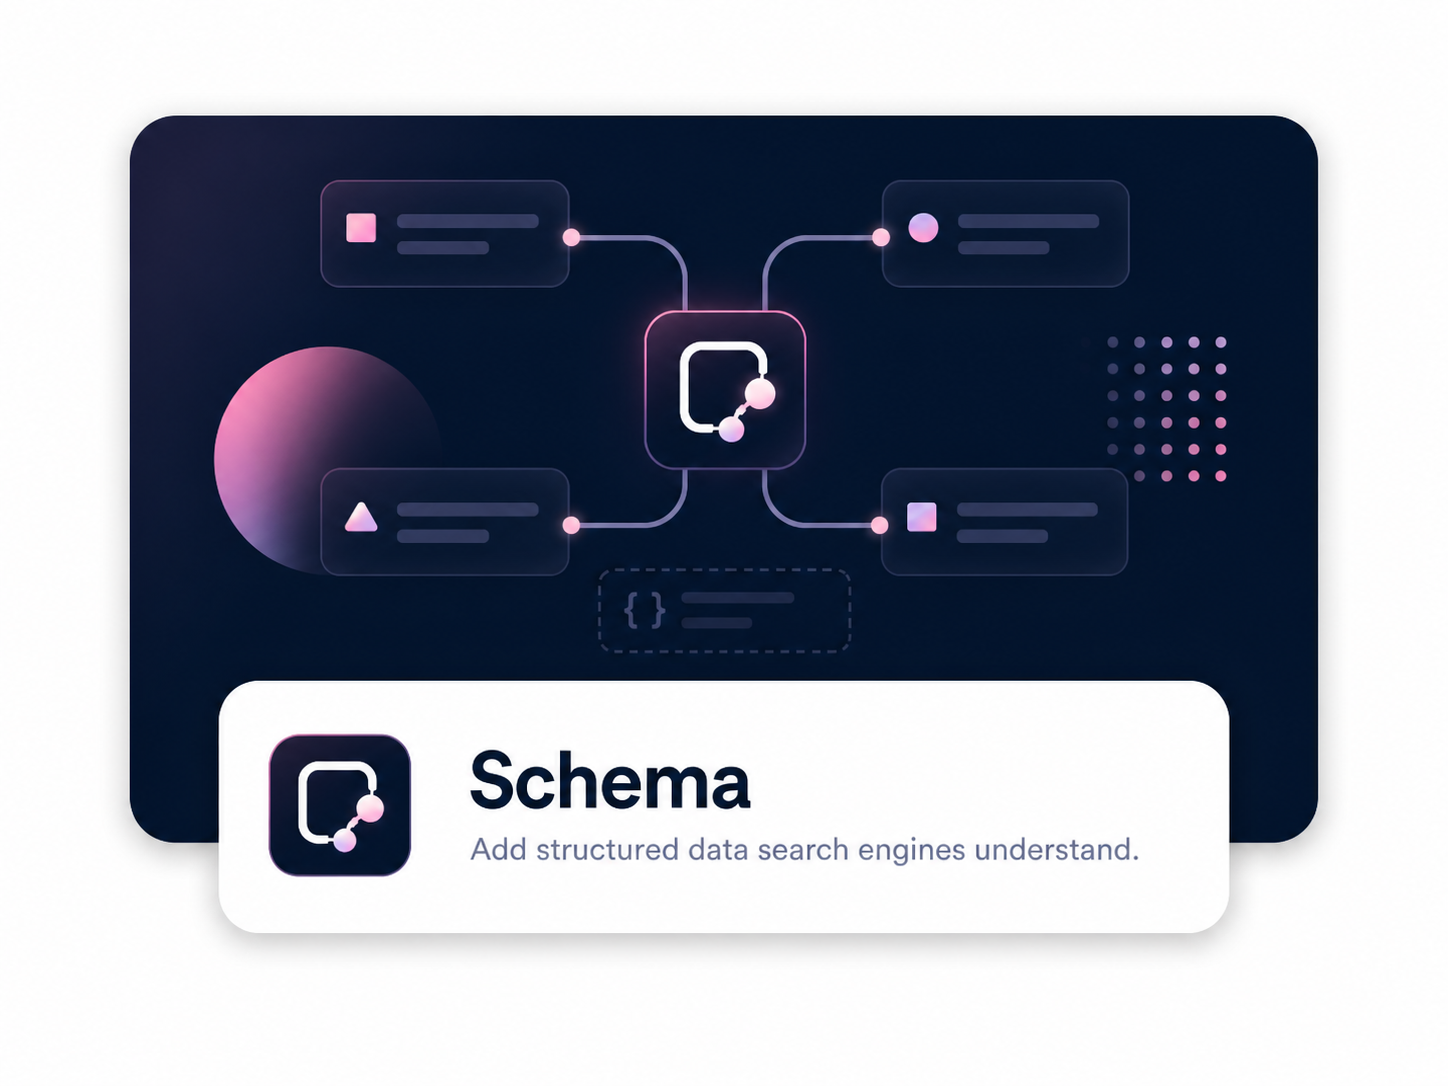 { }
Schema
Add structured data search engines understand.